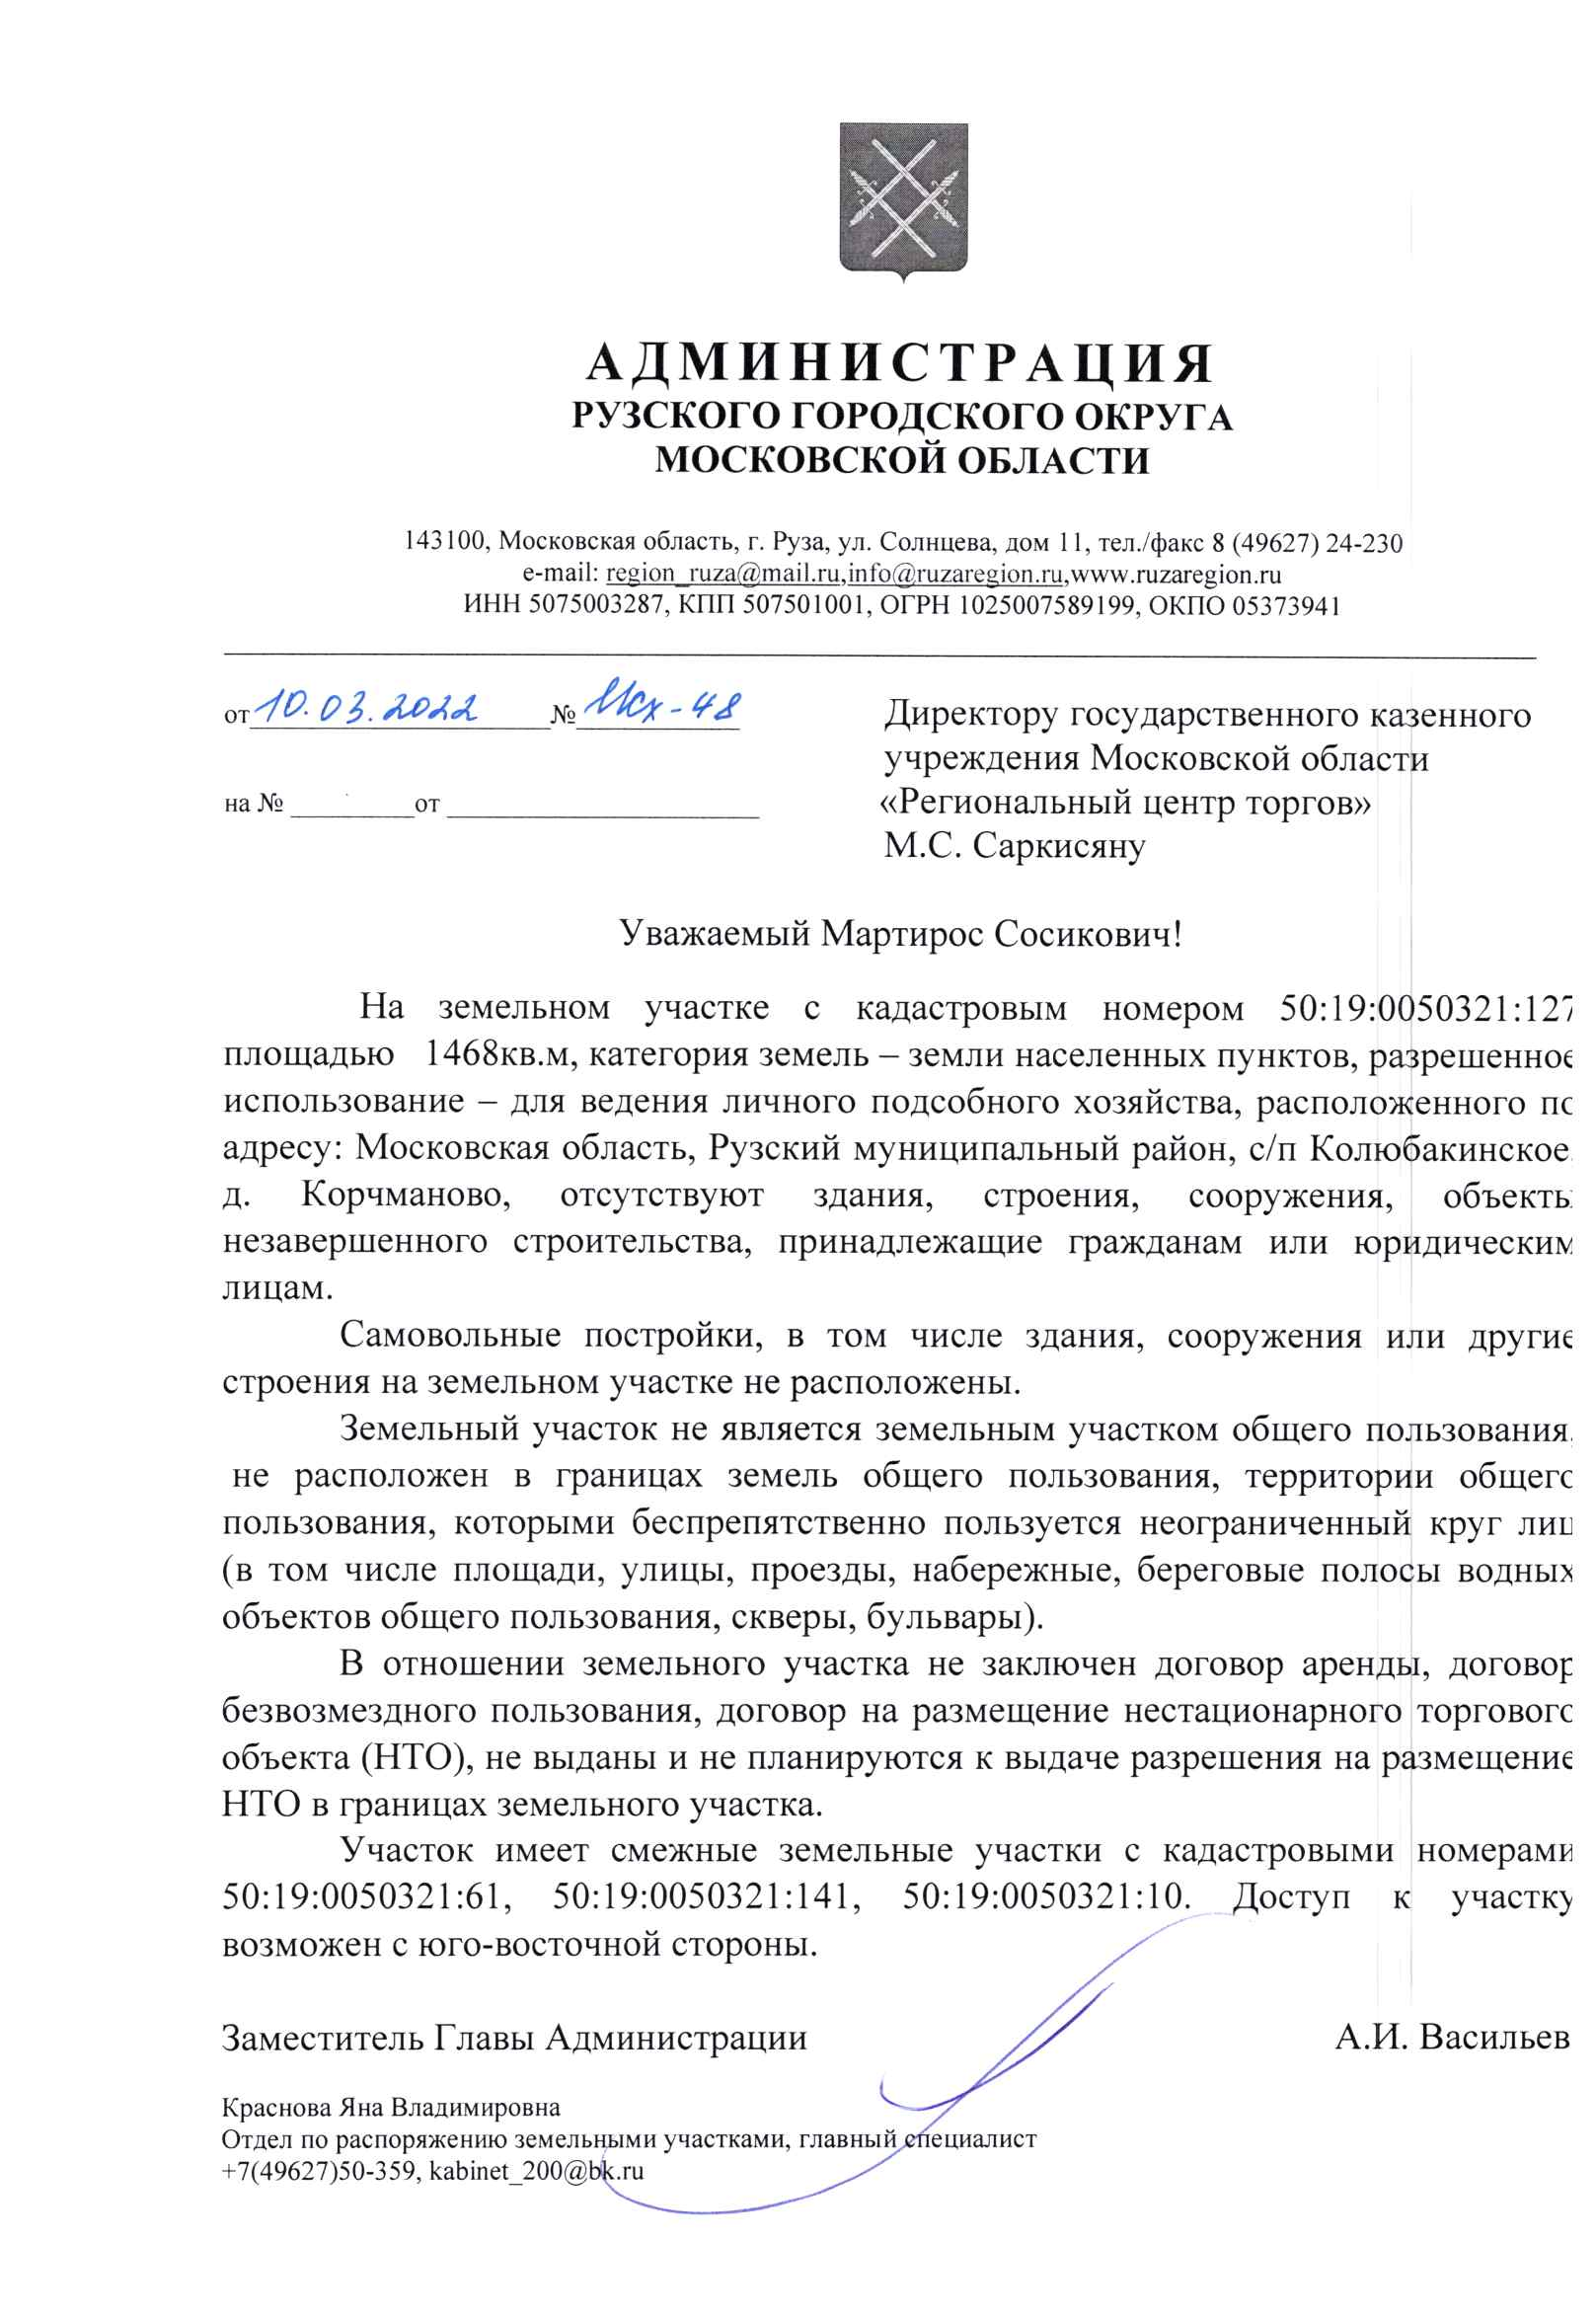 АДМИНИСТРАЦИЯ
РУЗСКОГО ГОРОДСКОГО ОКРУГА
МОСКОВСКОЙ ОБЛАСТИ
143100, Московская область, г. Руза, ул. Солнцева, дом 11, тел./факс 8 (49627) 24-230
e-mail: region_ruza@mail.ru,info@ruzaregion.ru,www.ruzaregion.ru
ИНН 5075003287, КПП 507501001, ОГРН 1025007589199, ОКПО 05373941
от 10.03.2022 № Исх-48
на № _________от ______________________
Директору государственного казенного
учреждения Московской области
«Региональный центр торгов»
М.С. Саркисяну
Уважаемый Мартирос Сосикович!
На земельном участке с кадастровым номером 50:19:0050321:127
площадью 1468кв.м, категория земель – земли населенных пунктов, разрешенное
использование – для ведения личного подсобного хозяйства, расположенного по
адресу: Московская область, Рузский муниципальный район, с/п Колюбакинское,
д. Корчманово, отсутствуют здания, строения, сооружения, объекты
незавершенного строительства, принадлежащие гражданам или юридическим
лицам.
Самовольные постройки, в том числе здания, сооружения или другие
строения на земельном участке не расположены.
Земельный участок не является земельным участком общего пользования,
не расположен в границах земель общего пользования, территории общего
пользования, которыми беспрепятственно пользуется неограниченный круг лиц
(в том числе площади, улицы, проезды, набережные, береговые полосы водных
объектов общего пользования, скверы, бульвары).
В отношении земельного участка не заключен договор аренды, договор
безвозмездного пользования, договор на размещение нестационарного торгового
объекта (НТО), не выданы и не планируются к выдаче разрешения на размещение
НТО в границах земельного участка.
Участок имеет смежные земельные участки с кадастровыми номерами
50:19:0050321:61, 50:19:0050321:141, 50:19:0050321:10. Доступ к участку
возможен с юго-восточной стороны.
Заместитель Главы Администрации А.И. Васильев
Краснова Яна Владимировна
Отдел по распоряжению земельными участками, главный специалист
+7(49627)50-359, kabinet_200@bk.ru